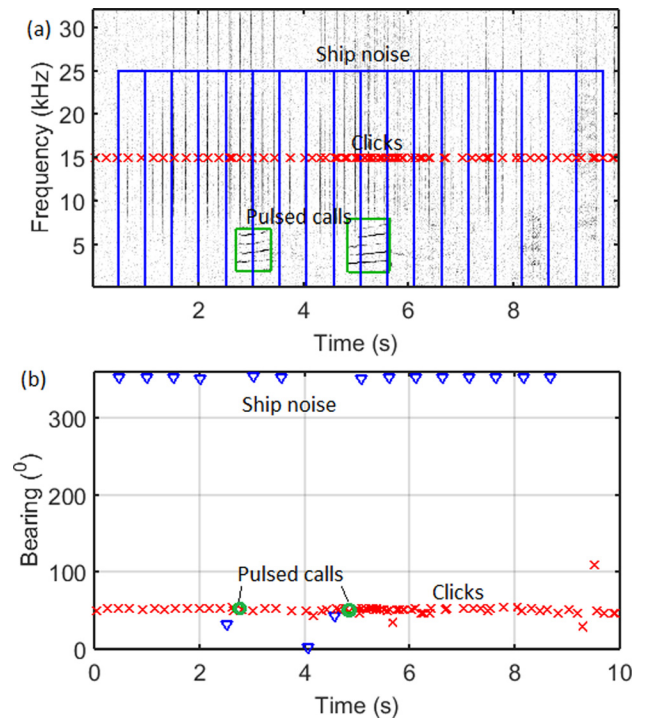 (a)
30
Ship noise
25
20
Clicks
15
10
Pulsed calls
5
Frequency (kHz)
2 4 6 8
Time (s)
(b)
300
Ship noise
200
100
Pulsed calls
Clicks
50
0
Bearing (⁰)
0 2 4 6 8 10
Time (s)